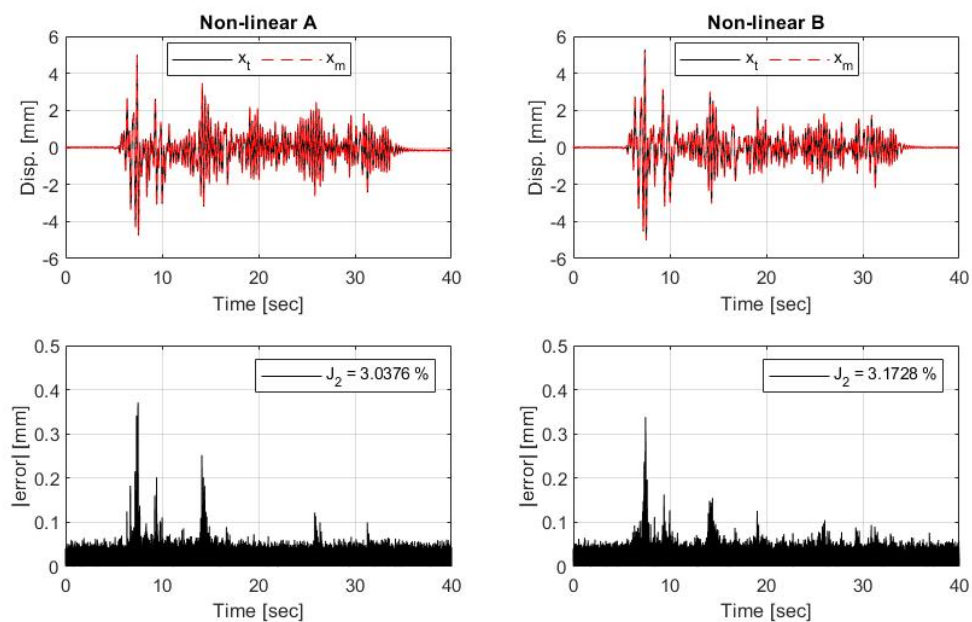 Non-linear A
6
4
2
0
-2
-4
-6
Disp. [mm]
x_t x_m
0 10 20 30 40
Time [sec]
Non-linear B
6
4
2
0
-2
-4
-6
Disp. [mm]
x_t x_m
0 10 20 30 40
Time [sec]
0.5
0.4
0.3
0.2
0.1
0
|error| [mm]
J_2 = 3.0376 %
0 10 20 30 40
Time [sec]
0.5
0.4
0.3
0.2
0.1
0
|error| [mm]
J_2 = 3.1728 %
0 10 20 30 40
Time [sec]